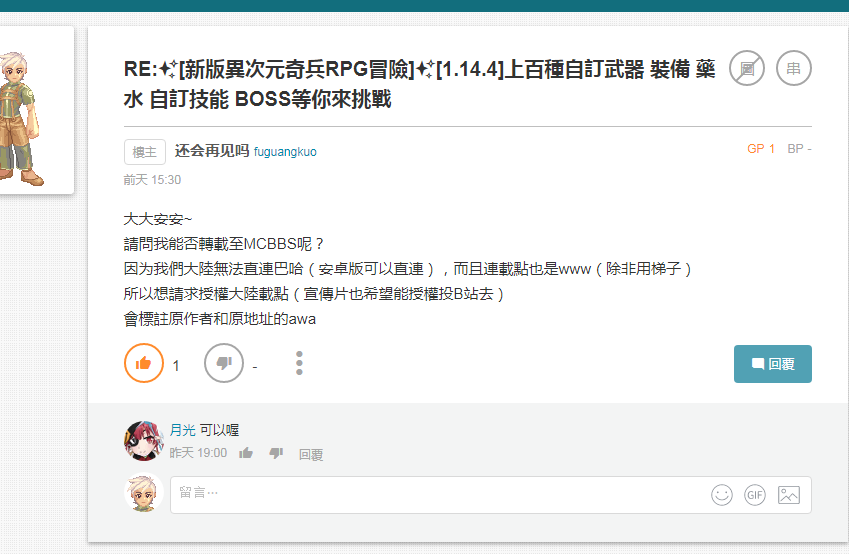 RE:✨[新版異次元奇兵RPG冒險]✨[1.14.4]上百種自訂武器 裝備 藥
水 自訂技能 BOSS等你來挑戰
圖
串
樓主 还会再见吗 fuguangkuo
GP 1 BP -
前天 15:30
大大安安~
請問我能否轉載至MCBBS呢？
因为我們大陸無法直連巴哈（安卓版可以直連），而且連載點也是www（除非用梯子）
所以想請求授權大陸載點（宣傳片也希望能授權投B站去）
會標註原作者和原地址的awa
1
-
回覆
月光 可以喔
昨天 19:00 回覆
留言…
GIF